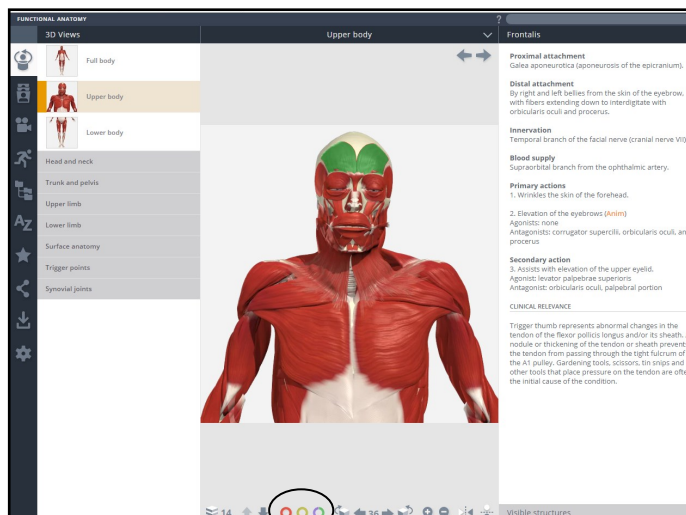 FUNCTIONAL ANATOMY
?
3D Views
Upper body
Frontalis
Full body
Upper body
Lower body
Head and neck
Trunk and pelvis
Upper limb
Lower limb
Surface anatomy
Trigger points
Synovial joints
AZ
Proximal attachment
Galea aponeurotica (aponeurosis of the epicranium).
Distal attachment
By right and left bellies from the skin of the eyebrow,
with fibers extending down to interdigitate with
orbicularis oculi and procerus.
Innervation
Temporal branch of the facial nerve (cranial nerve VII)
Blood supply
Supraorbital branch from the ophthalmic artery.
Primary actions
1. Wrinkles the skin of the forehead.
2. Elevation of the eyebrows (Anim)
Agonists: none
Antagonists: corrugator supercilii, orbicularis oculi, an
procerus
Secondary action
3. Assists with elevation of the upper eyelid.
Agonist: levator palpebrae superioris
Antagonist: orbicularis oculi, palpebral portion
CLINICAL RELEVANCE
Trigger thumb represents abnormal changes in the
tendon of the flexor pollicis longus and/or its sheath.
nodule or thickening of the tendon or sheath prevent
the tendon from passing through the tight fulcrum of
the A1 pulley. Gardening tools, scissors, tin snips and
other tools that place pressure on the tendon are ofte
the initial cause of the condition.
14
36
Visible structures